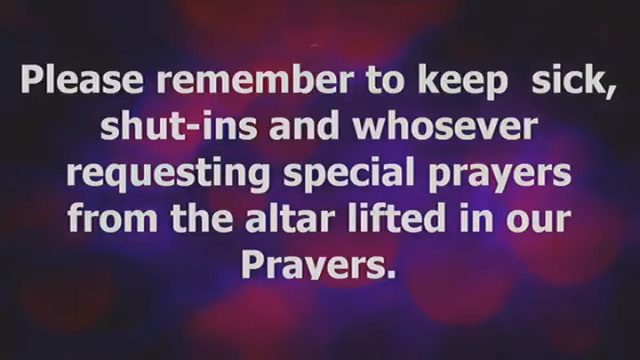 Please remember to keep  sick,
shut-ins and whosever
requesting special prayers
from the altar lifted in our
Prayers.